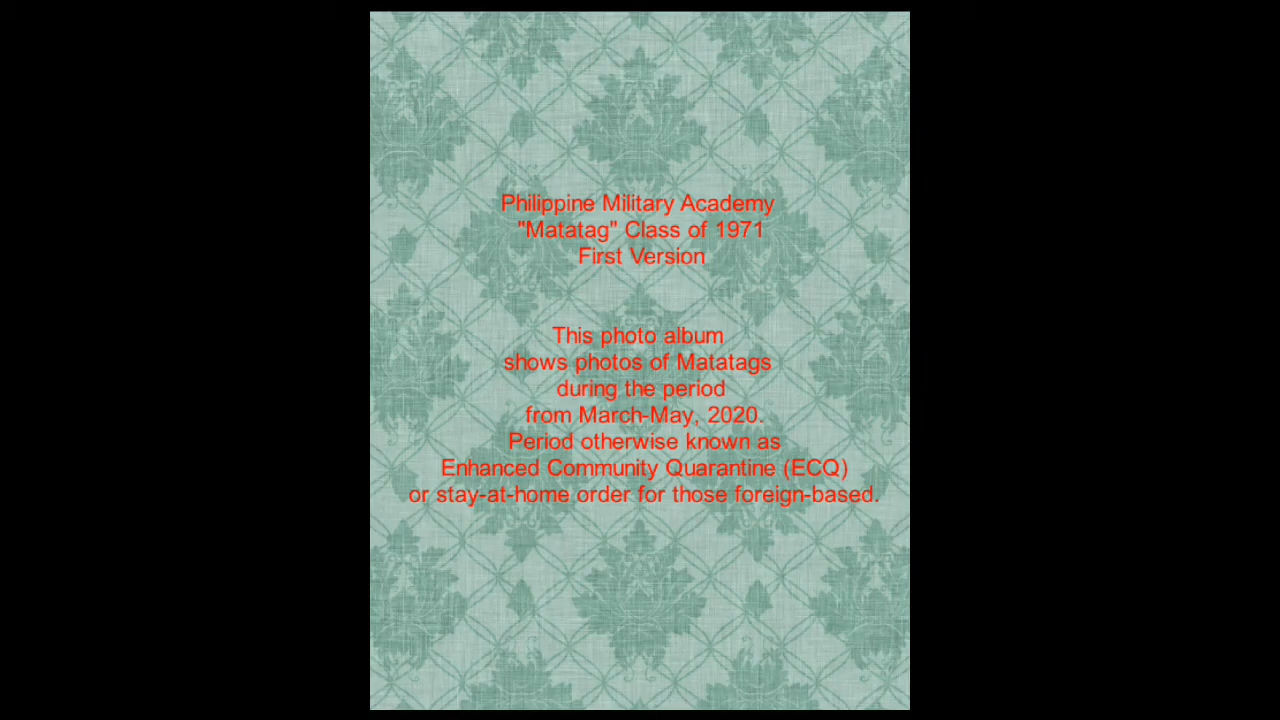 Philippine Military Academy
"Matatag" Class of 1971
First Version
This photo album
shows photos of Matatags
during the period
from March-May, 2020.
Period otherwise known as
Enhanced Community Quarantine (ECQ)
or stay-at-home order for those foreign-based.